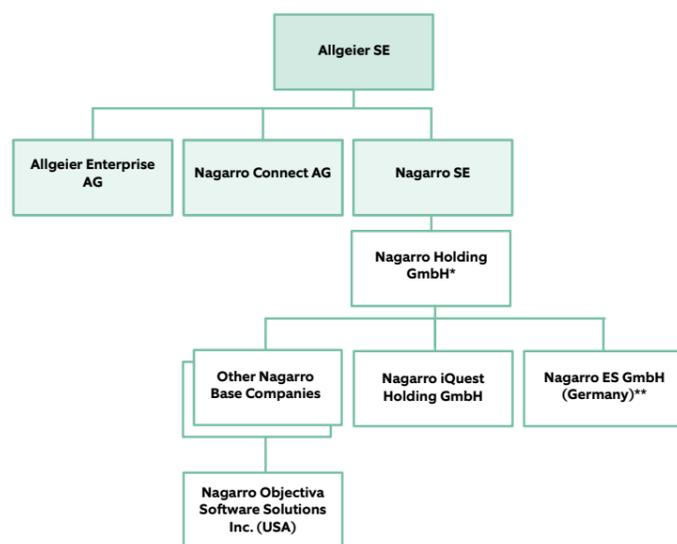 Allgeier SE
Allgeier Enterprise
AG
Nagarro Connect AG
Nagarro SE
Nagarro Holding
GmbH*
Other Nagarro
Base Companies
Nagarro iQuest
Holding GmbH
Nagarro ES GmbH
(Germany)**
Nagarro Objectiva
Software Solutions
Inc. (USA)